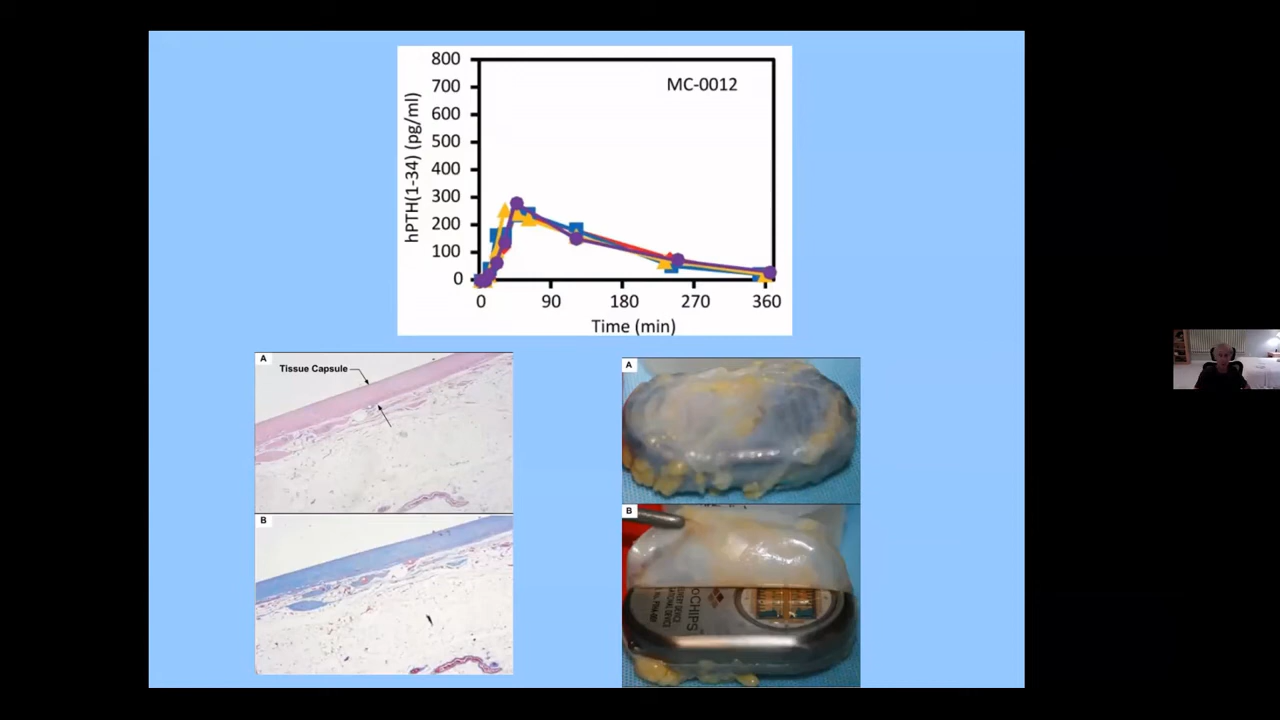 800
700
600
500
400
300
200
100
0
hPTH(1-34) (pg/ml)
MC-0012
0 90 180 270 360
Time (min)
A
Tissue Capsule
B
A
B
OCHIPS